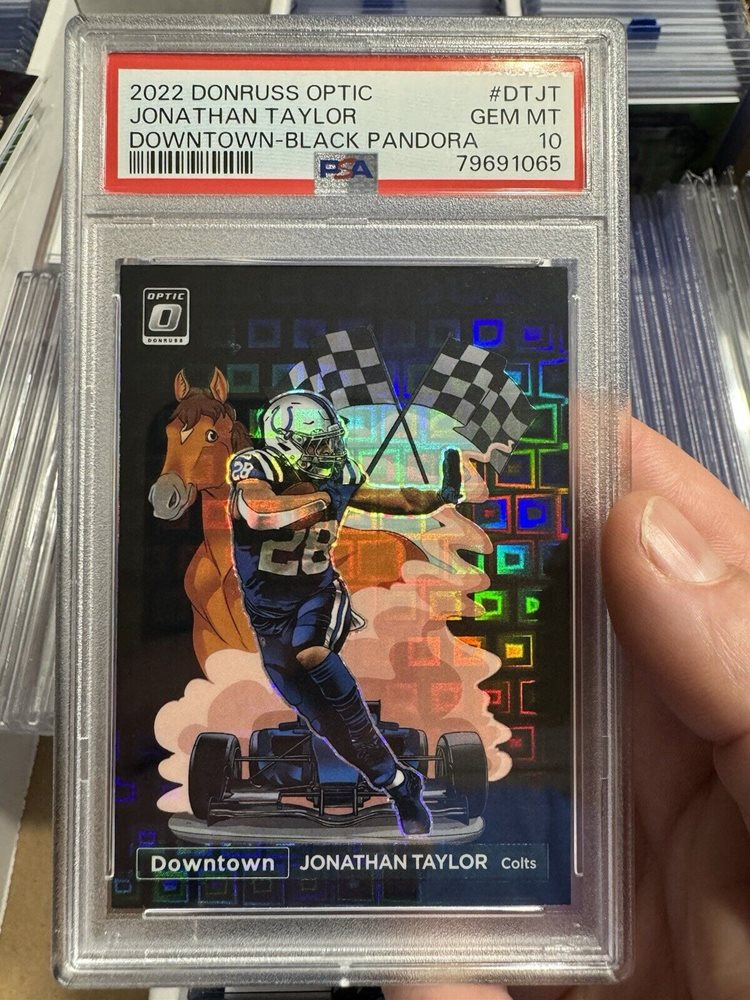 2022 DONRUSS OPTIC #DTJT
JONATHAN TAYLOR GEM MT
DOWNTOWN-BLACK PANDORA 10
PSA 79691065
OPTIC
O
DONRUSS
28
28
Downtown JONATHAN TAYLOR Colts